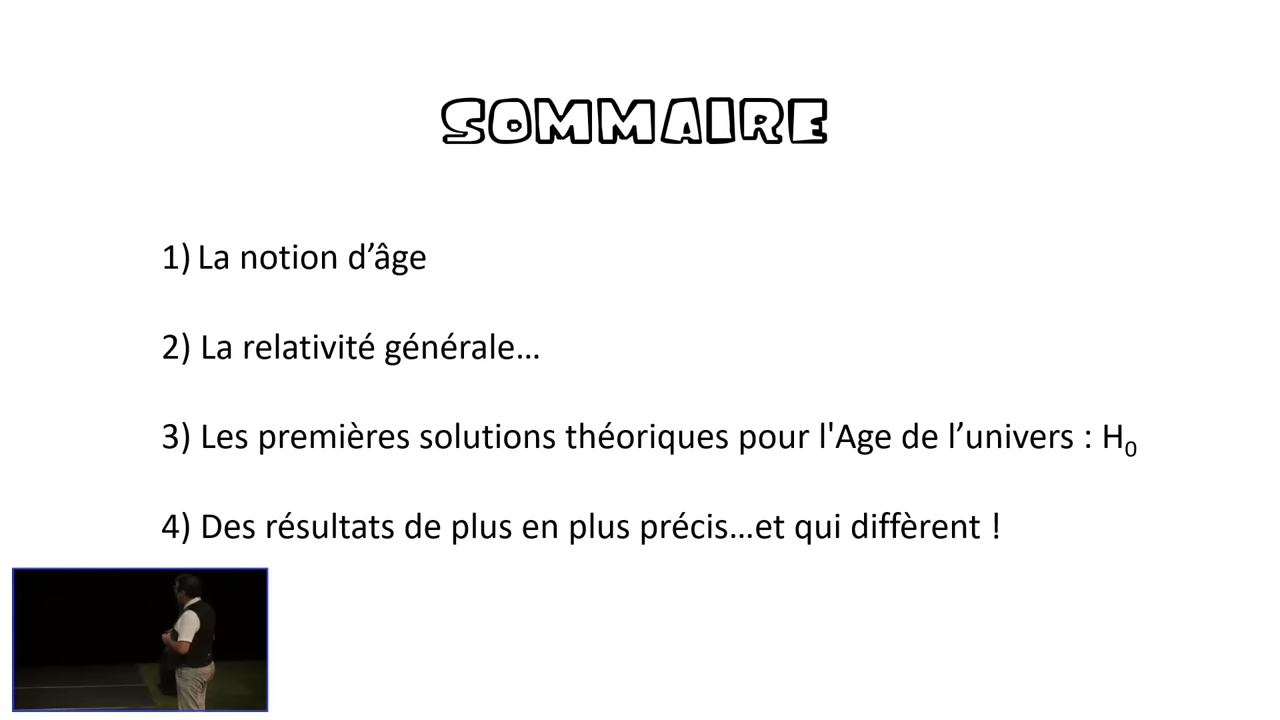 SOMMAIRE
1) La notion d’âge
2) La relativité générale…
3) Les premières solutions théoriques pour l'Age de l’univers : H₀
4) Des résultats de plus en plus précis…et qui diffèrent !